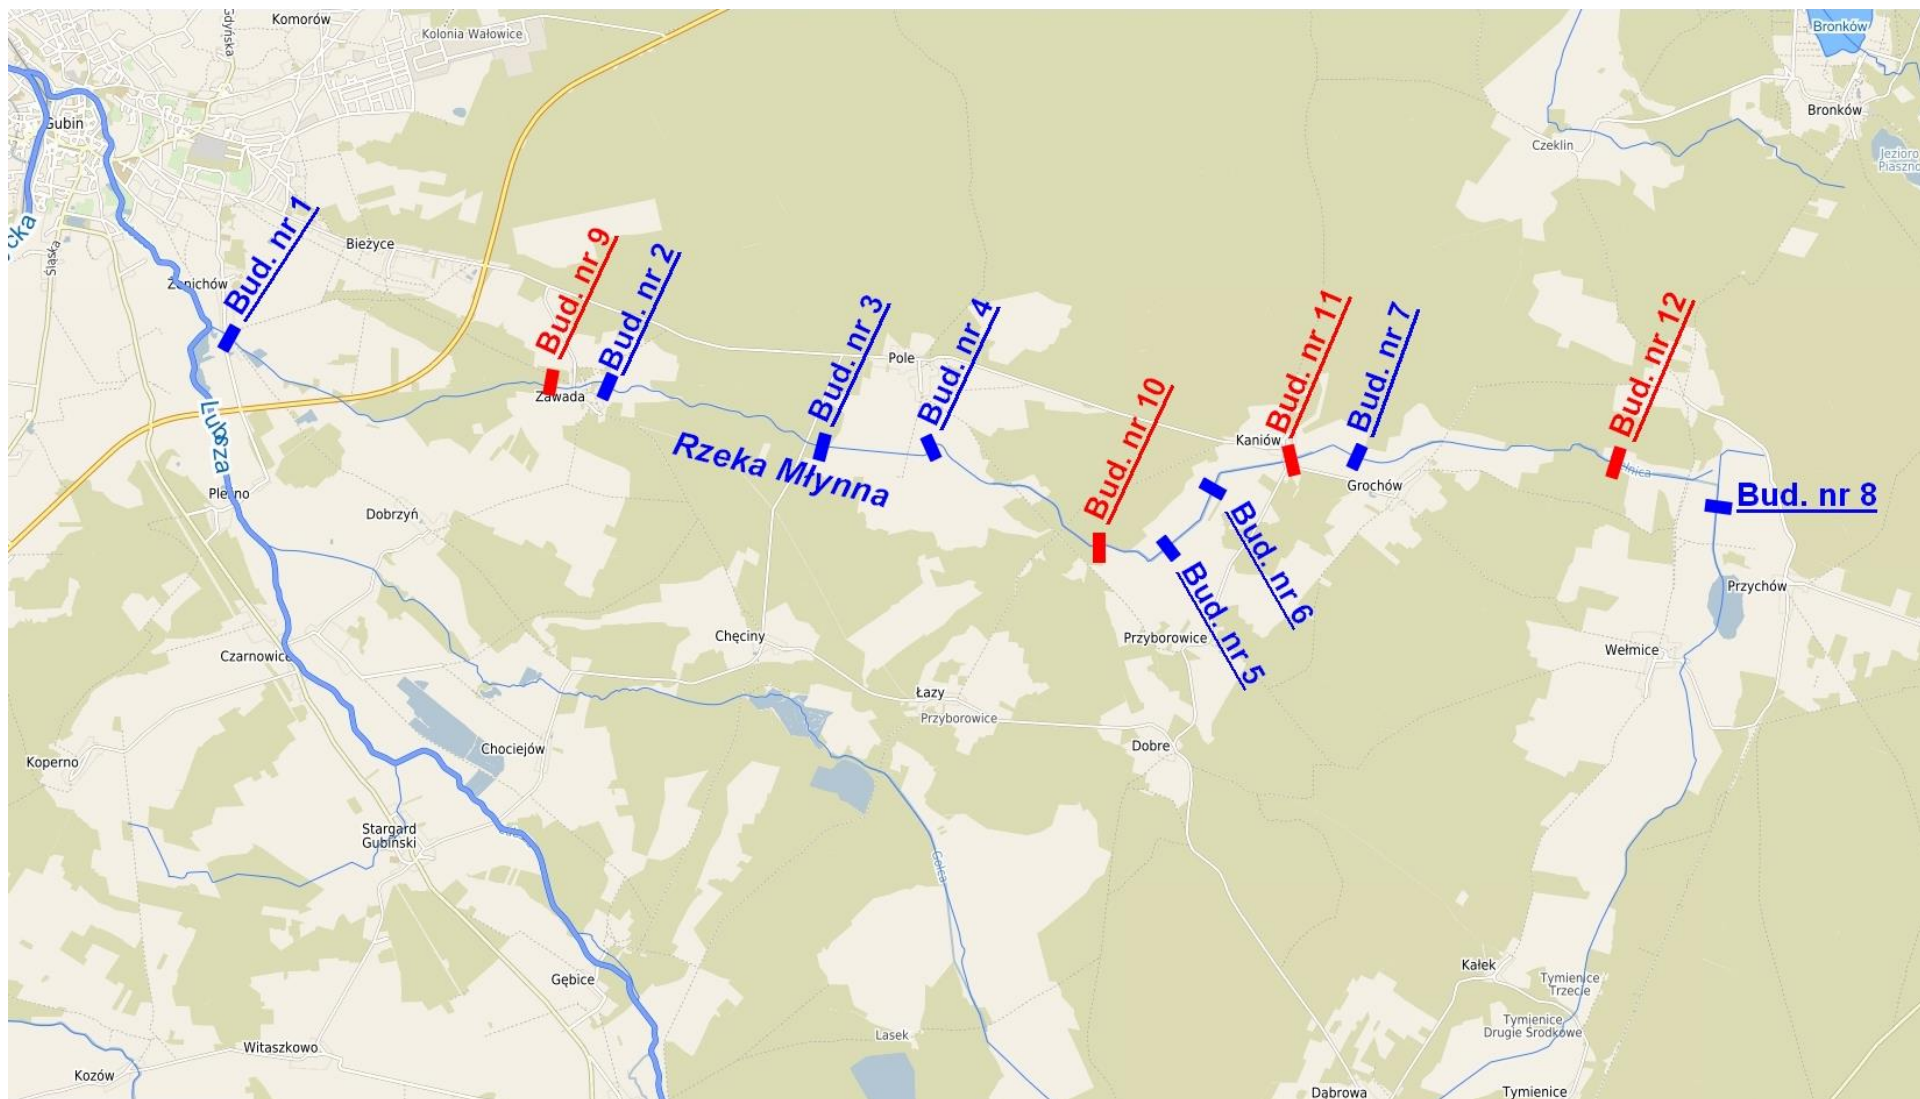 Komorów
Gdyńska
Kolonia Wałowice
Bronków
Gubin
Bronków
Czeklin
Jezioro
Śląska
Bieżyce
Bud. nr 1
Bud. nr 9
Bud. nr 2
Bud. nr 3
Bud. nr 4
Bud. nr 10
Bud. nr 11
Bud. nr 7
Bud. nr 12
Pole
Zawada
Lubsza
Rzeka Młynna
Kaniów
Grochów
Bud. nr 8
Dobrzyń
Bud. nr 6
Bud. nr 5
Przychów
Chęciny
Przyborowice
Wełmice
Czarnowice
Łazy
Przyborowice
Dobre
Chociejów
Koperno
Stargard
Gubiński
Golca
Gębice
Kałek
Tymienice
Trzecie
Tymienice
Drugie Środkowe
Lasek
Witaszkowo
Kozów
Dąbrowa
Tymienice